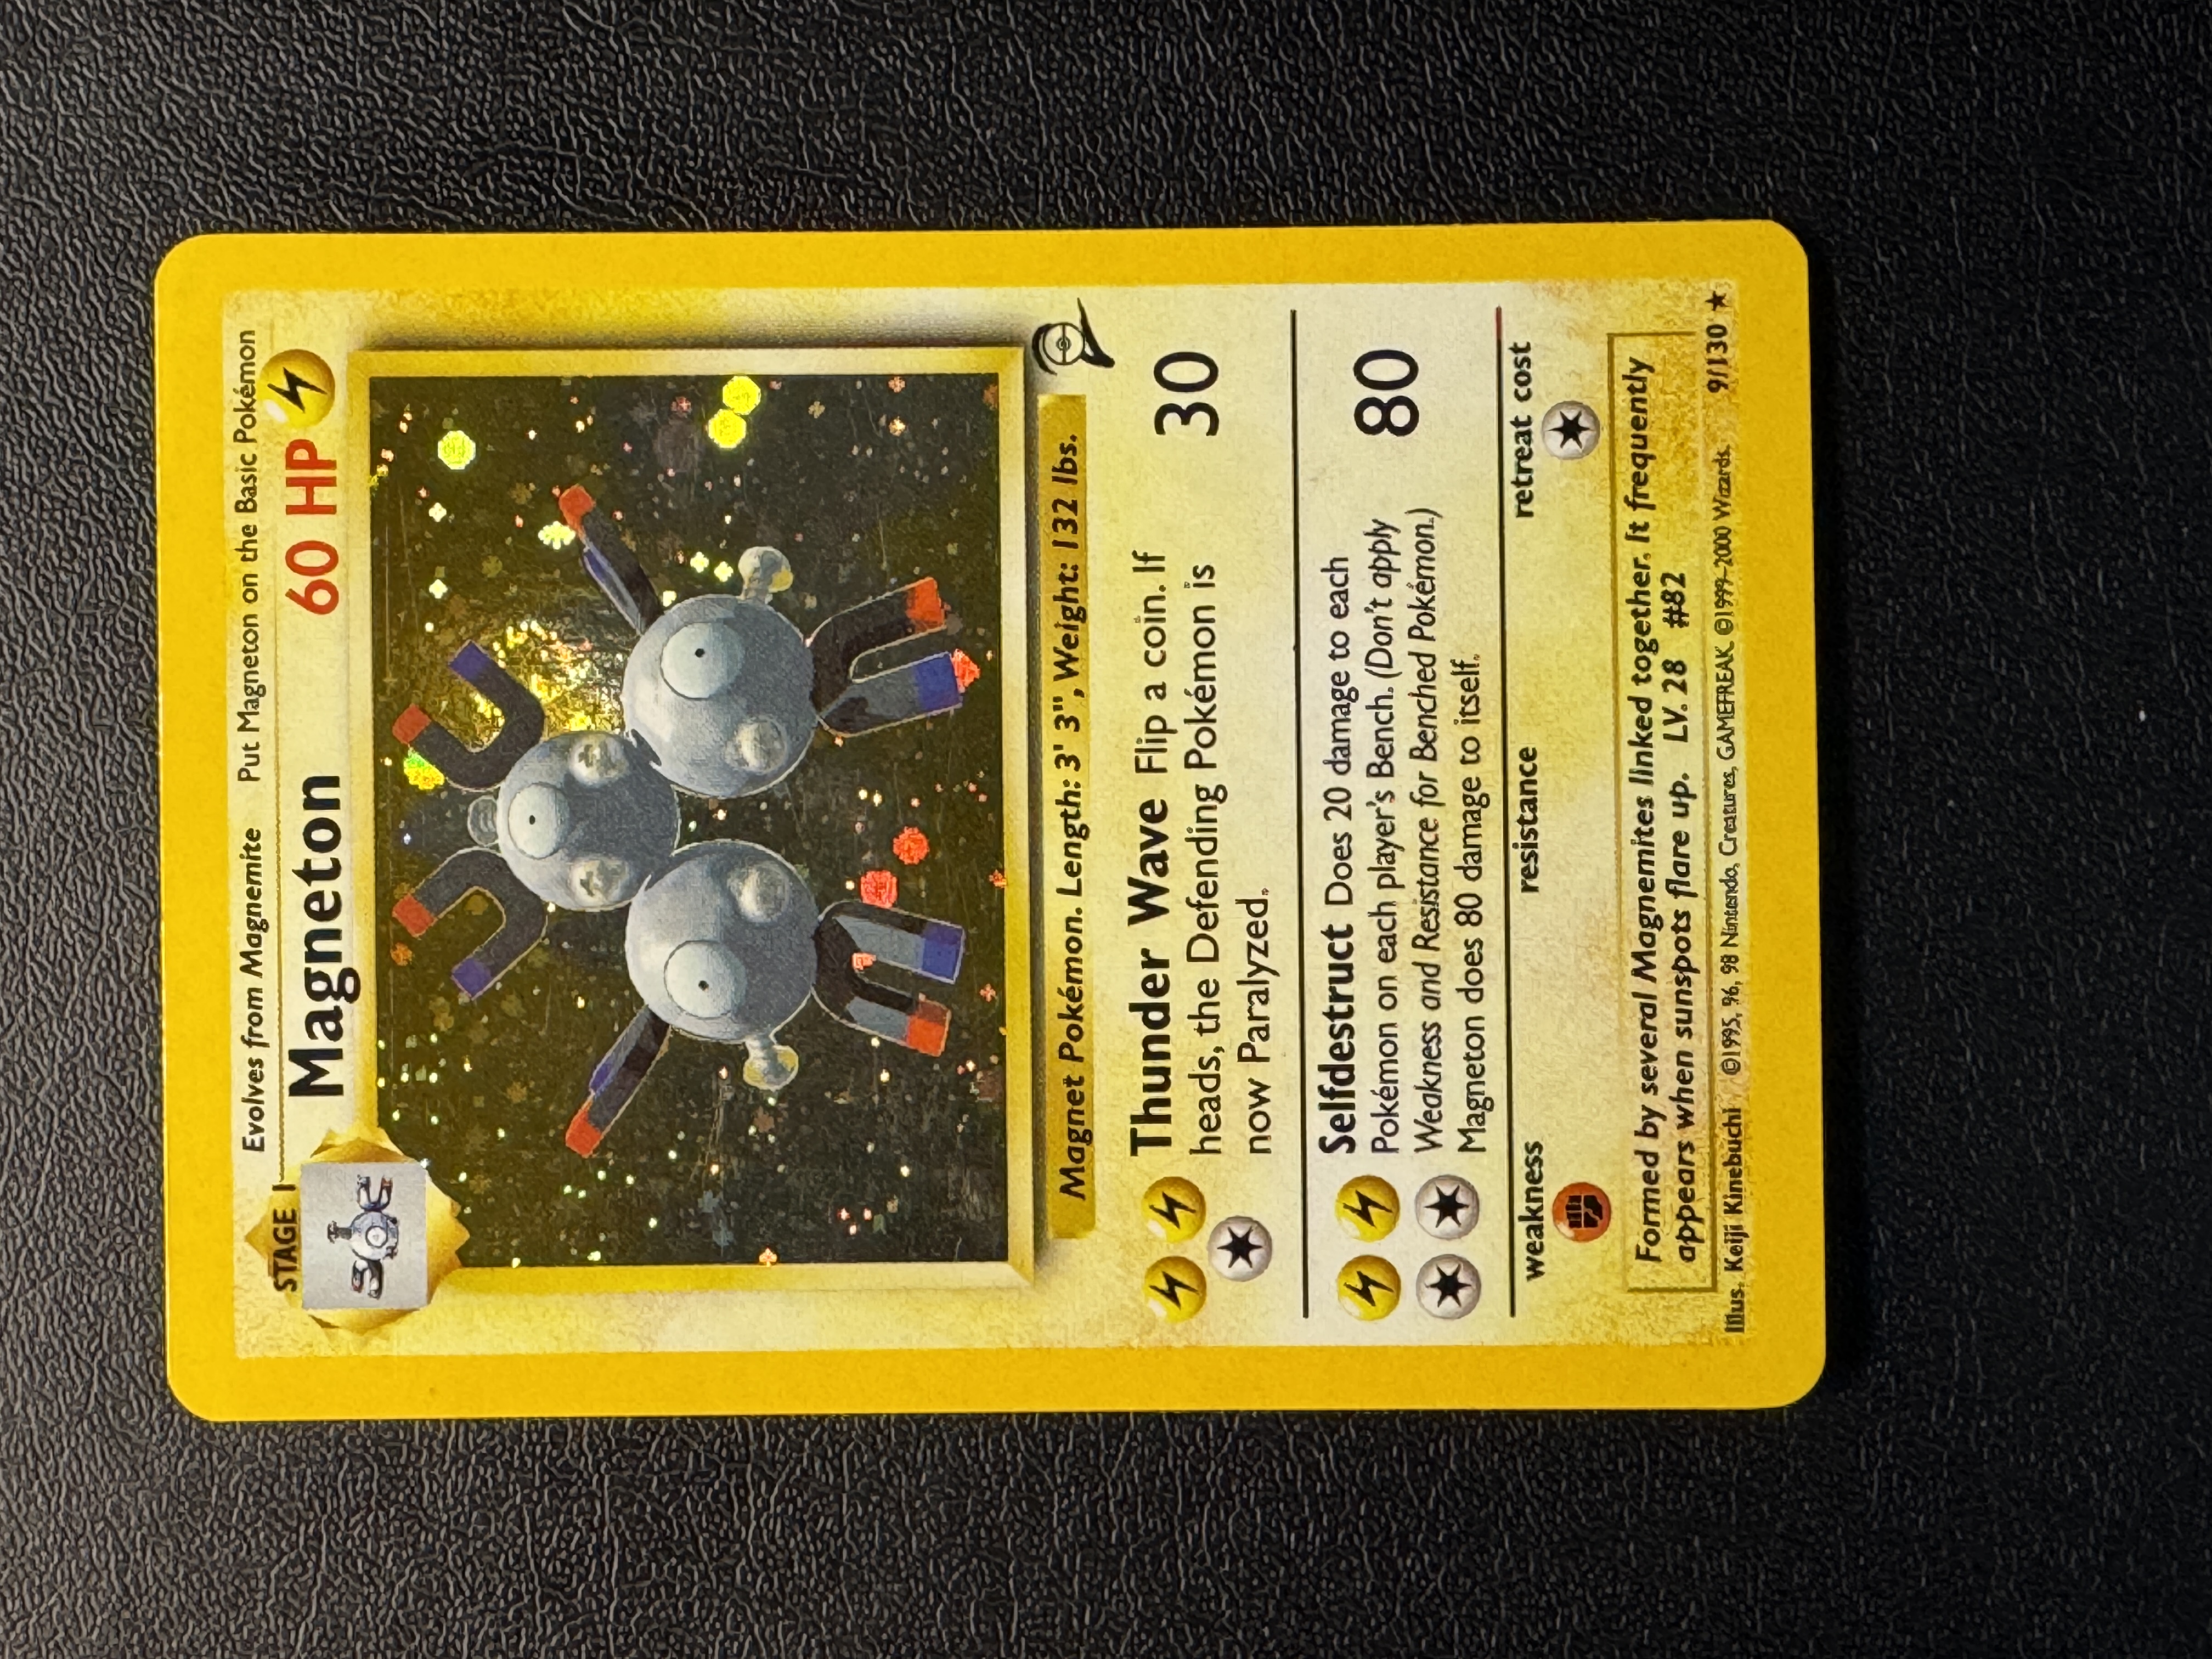 Evolves from Magnemite Put Magneton on the Basic Pokémon
STAGE 1
Magneton 60 HP
Magnet Pokémon. Length: 3' 3", Weight: 132 lbs.
Thunder Wave Flip a coin. If
heads, the Defending Pokémon is
now Paralyzed.
30
Selfdestruct Does 20 damage to each
Pokémon on each player's Bench. (Don't apply
Weakness and Resistance for Benched Pokémon.)
Magneton does 80 damage to itself.
80
weakness resistance retreat cost
Formed by several Magnemites linked together. It frequently
appears when sunspots flare up. LV. 28 #82
Illus. Keiji Kinebuchi ©1995, 96, 98 Nintendo, Creatures, GAMEFREAK. ©1999-2000 Wizards. 9/130 ★